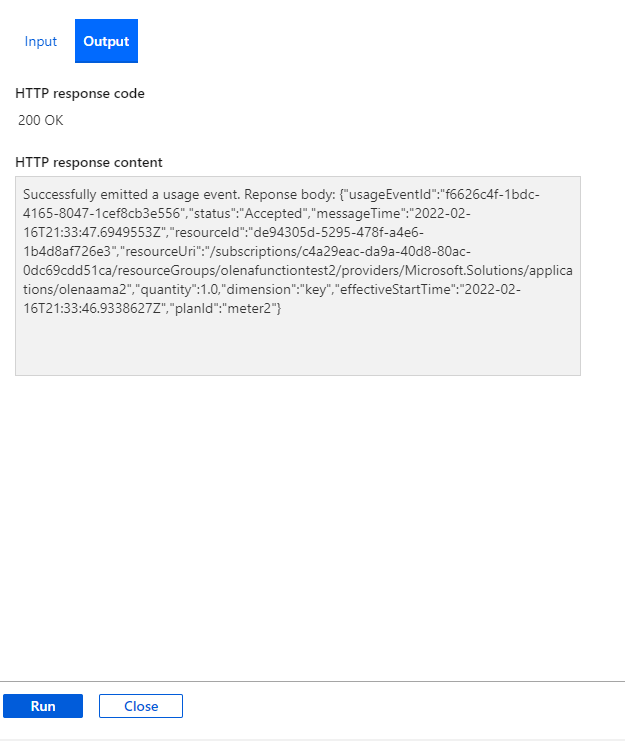 Input Output
HTTP response code
200 OK
HTTP response content
Successfully emitted a usage event. Reponse body: {"usageEventId":"f6626c4f-1bdc-
4165-8047-1cef8cb3e556","status":"Accepted","messageTime":"2022-02-
16T21:33:47.6949553Z","resourceId":"de94305d-5295-478f-a4e6-
1b4d8af726e3","resourceUri":"/subscriptions/c4a29eac-da9a-40d8-80ac-
0dc69cdd51ca/resourceGroups/olenafunctiontest2/providers/Microsoft.Solutions/applica
tions/olenaama2","quantity":1.0,"dimension":"key","effectiveStartTime":"2022-02-
16T21:33:46.9338627Z","planId":"meter2"}
Run Close